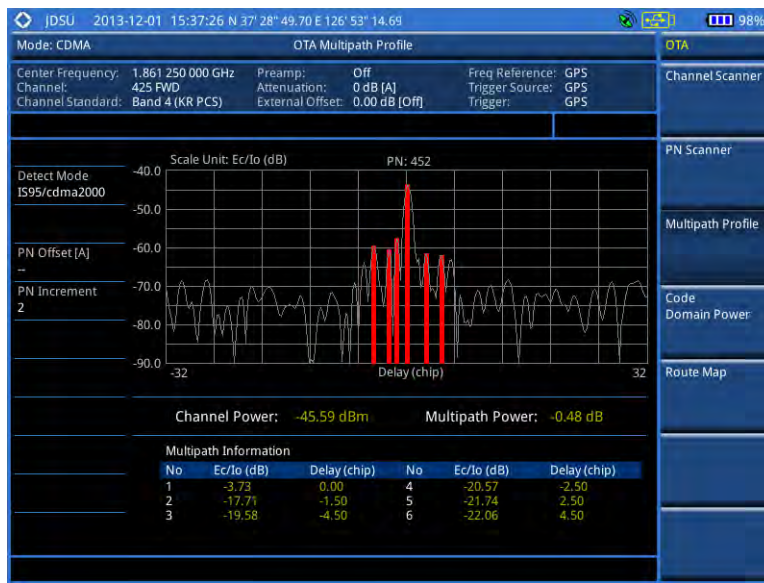 JDSU 2013-12-01 15:37:26 N 37' 28" 49.70 E 126' 53" 14.69 98%
Mode: CDMA OTA Multipath Profile OTA
Center Frequency: 1.861 250 000 GHz Preamp: Off Freq Reference: GPS
Channel: 425 FWD Attenuation: 0 dB [A] Trigger Source: GPS
Channel Standard: Band 4 (KR PCS) External Offset: 0.00 dB [Off] Trigger: GPS
Channel Scanner
PN Scanner
Multipath Profile
Code
Domain Power
Route Map
Detect Mode
IS95/cdma2000
PN Offset [A]
--
PN Increment
2
Scale Unit: Ec/Io (dB) PN: 452
-40.0
-50.0
-60.0
-70.0
-80.0
-90.0
-32 Delay (chip) 32
Channel Power: -45.59 dBm Multipath Power: -0.48 dB
Multipath Information
No Ec/Io (dB) Delay (chip) No Ec/Io (dB) Delay (chip)
1 -3.73 0.00 4 -20.57 -2.50
2 -17.71 -1.50 5 -21.74 2.50
3 -19.58 -4.50 6 -22.06 4.50